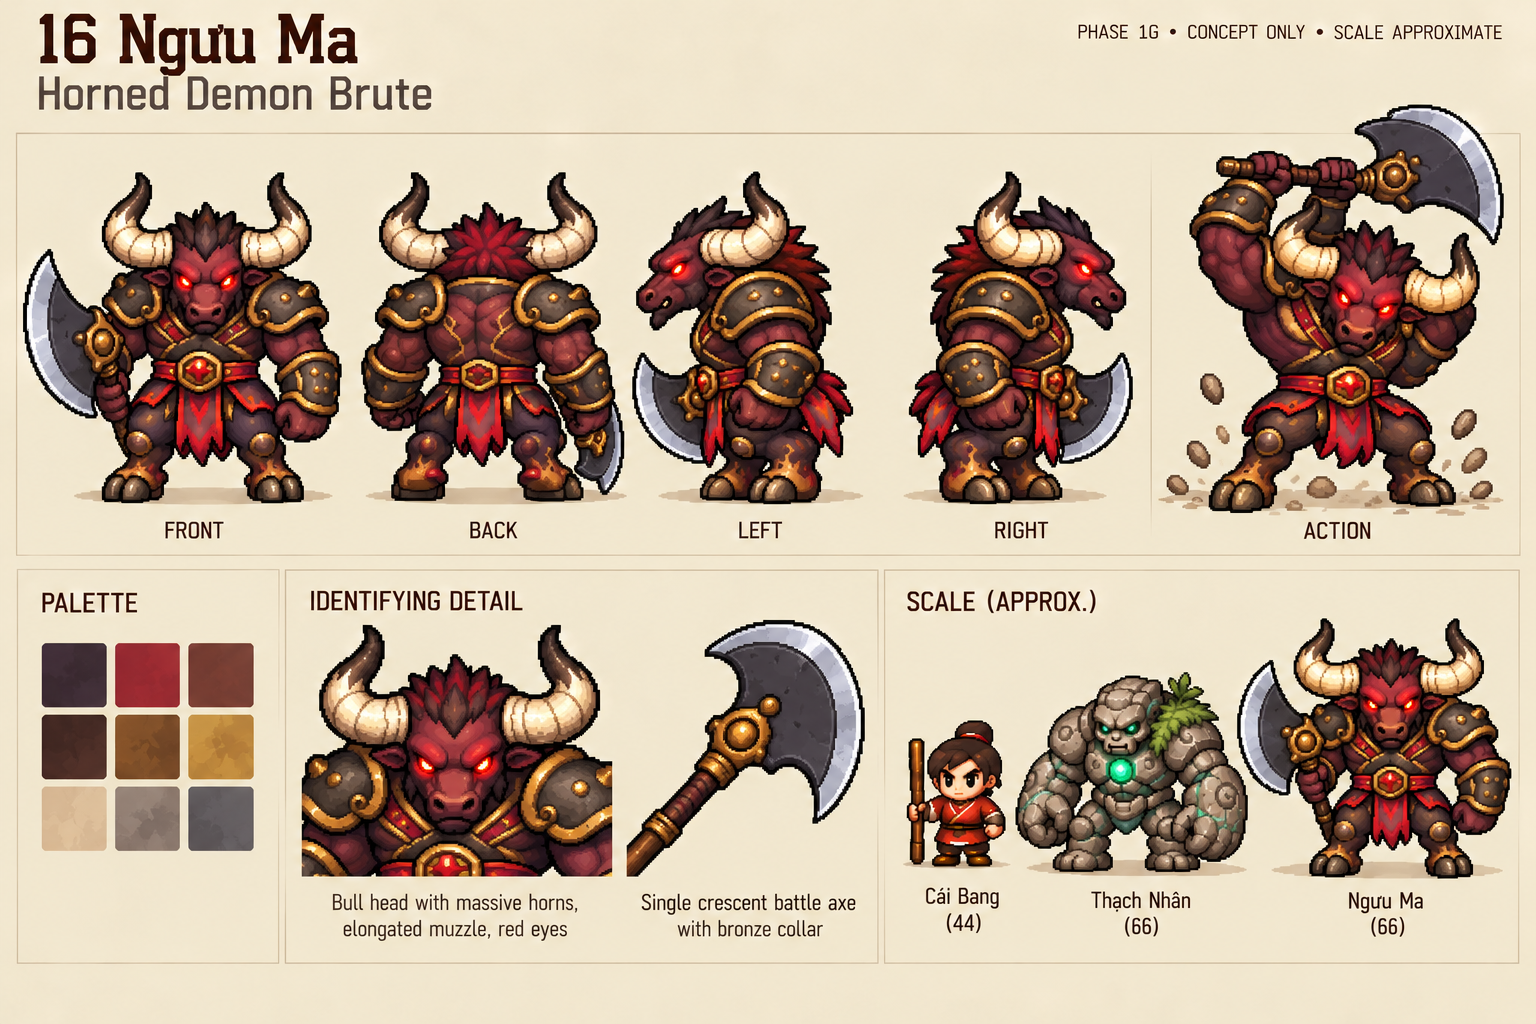 16 Ngưu Ma
Horned Demon Brute
PHASE 1G • CONCEPT ONLY • SCALE APPROXIMATE
FRONT
BACK
LEFT
RIGHT
ACTION
PALETTE
IDENTIFYING DETAIL
Bull head with massive horns,
elongated muzzle, red eyes
Single crescent battle axe
with bronze collar
SCALE (APPROX.)
Cái Bang
(44)
Thạch Nhân
(66)
Ngưu Ma
(66)